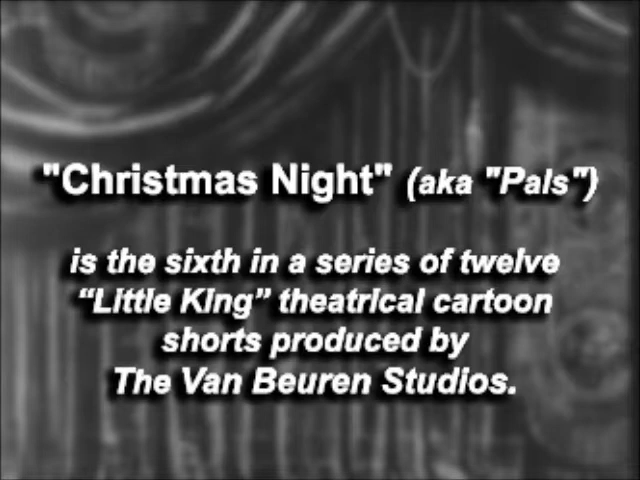 "Christmas Night" (aka "Pals")
is the sixth in a series of twelve
“Little King” theatrical cartoon
shorts produced by
The Van Beuren Studios.